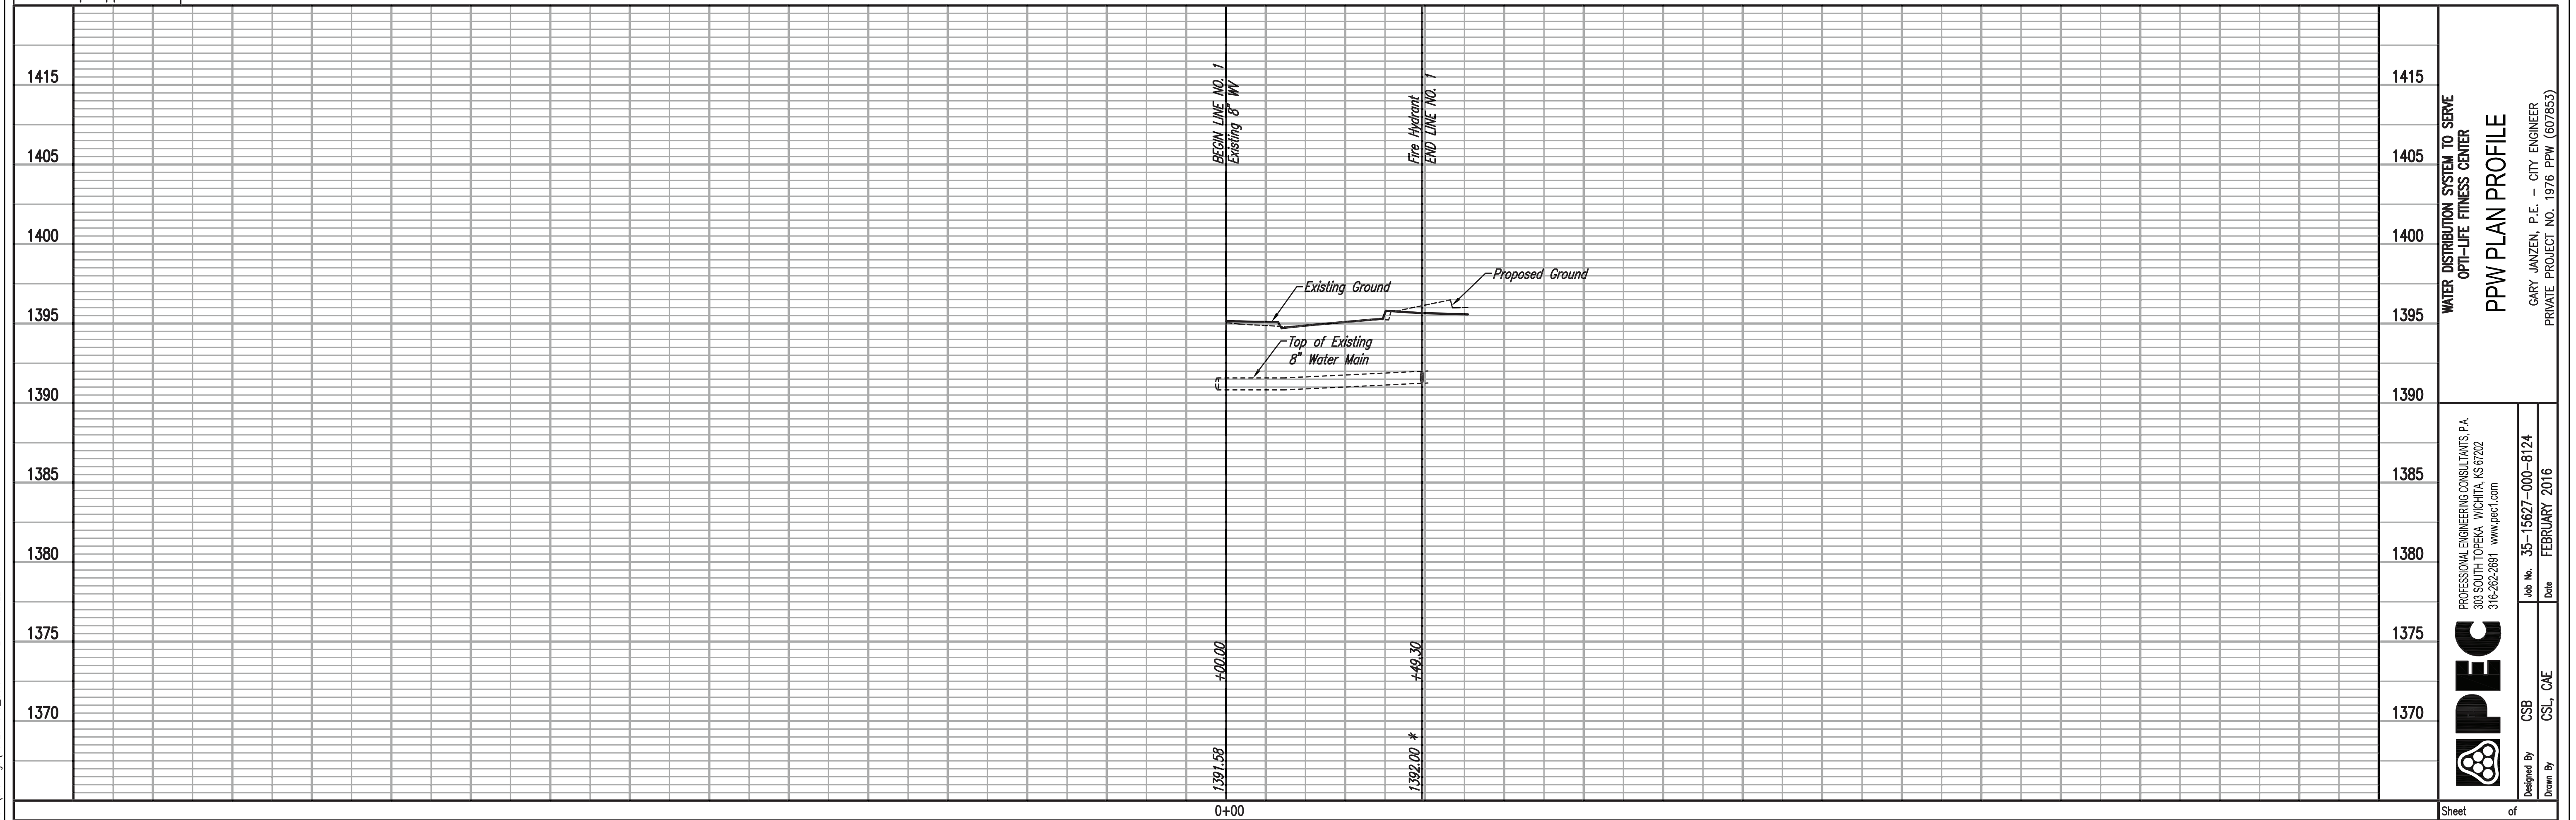 1415
1405
1400
1395
1390
1385
1380
1375
1370
BEGIN LINE NO. 1
Existing 8" WV
Fire Hydrant
END LINE NO. 1
Existing Ground
Proposed Ground
Top of Existing
8" Water Main
+00.00
+49.30
1391.58
1392.00 *
0+00
1415
1405
1400
1395
1390
1385
1380
1375
1370
WATER DISTRIBUTION SYSTEM TO SERVE
OPTI-LIFE FITNESS CENTER
PPW PLAN PROFILE
GARY JANZEN, P.E. - CITY ENGINEER
PRIVATE PROJECT NO. 1976 PPW (607853)
PEC
PROFESSIONAL ENGINEERING CONSULTANTS, P.A.
303 SOUTH TOPEKA WICHITA, KS 67202
316-262-2691 www.pec1.com
Designed By CSB
Job No. 35-15627-000-8124
Drawn By CSL, CAE
Date FEBRUARY 2016
Sheet of